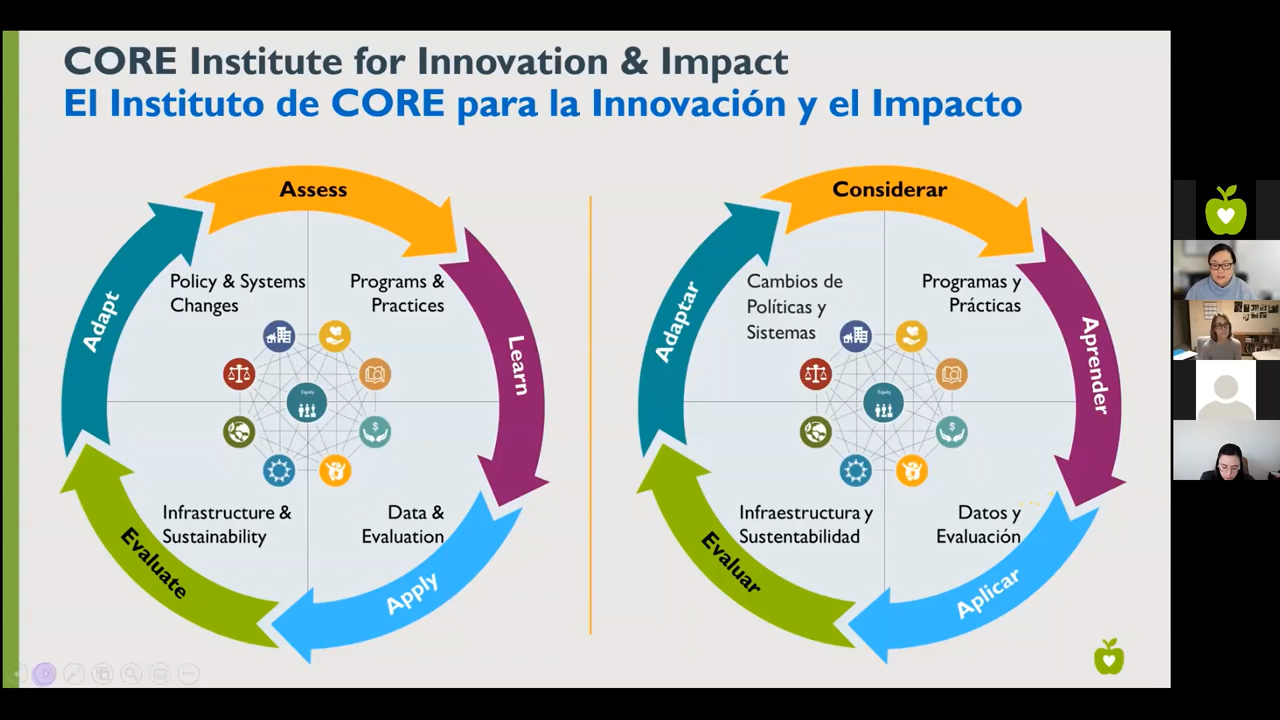 CORE Institute for Innovation & Impact
El Instituto de CORE para la Innovación y el Impacto
Assess
Adapt
Policy & Systems
Changes
Programs &
Practices
Learn
Equity
Infrastructure &
Sustainability
Data &
Evaluation
Evaluate
Apply
Considerar
Adaptar
Cambios de
Políticas y
Sistemas
Programas y
Prácticas
Aprender
Equity
Infraestructura y
Sustentabilidad
Datos y
Evaluación
Evaluar
Aplicar